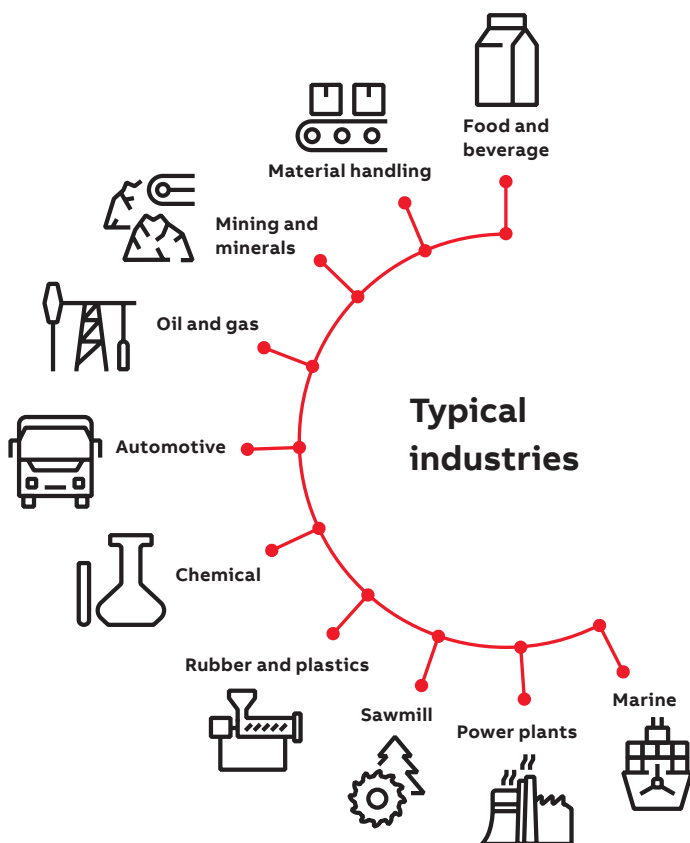 Food and
beverage
Material handling
Mining and
minerals
Oil and gas
Typical
industries
Automotive
Chemical
Rubber and plastics
Sawmill
Power plants
Marine